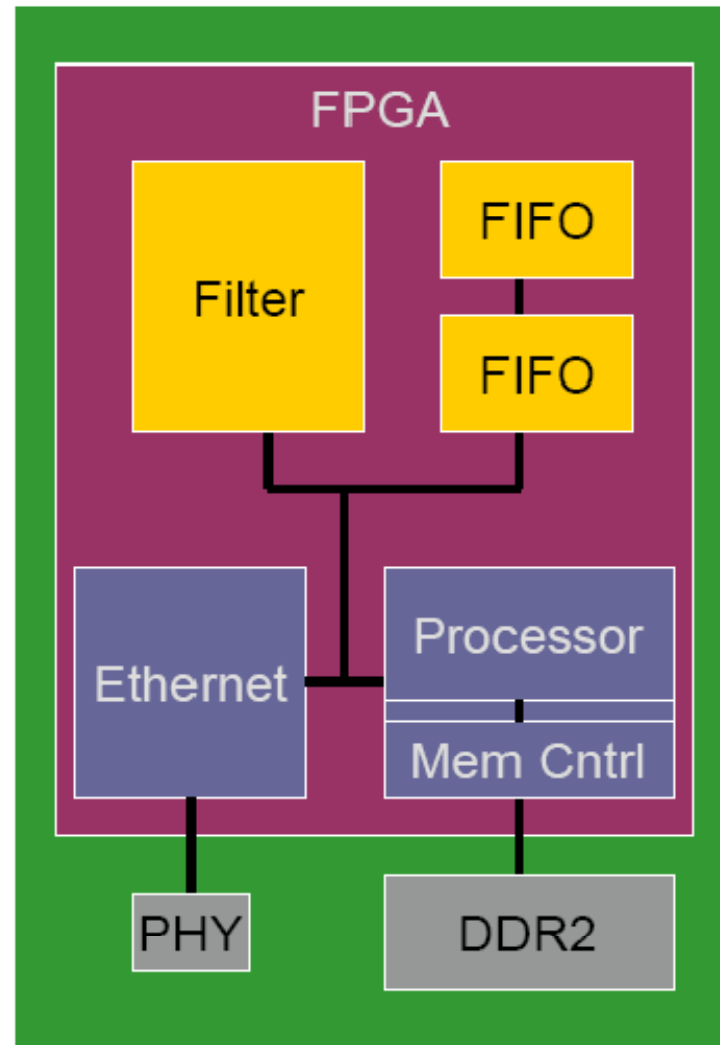 FPGA
Filter
FIFO
FIFO
Ethernet
Processor
Mem Cntrl
PHY
DDR2